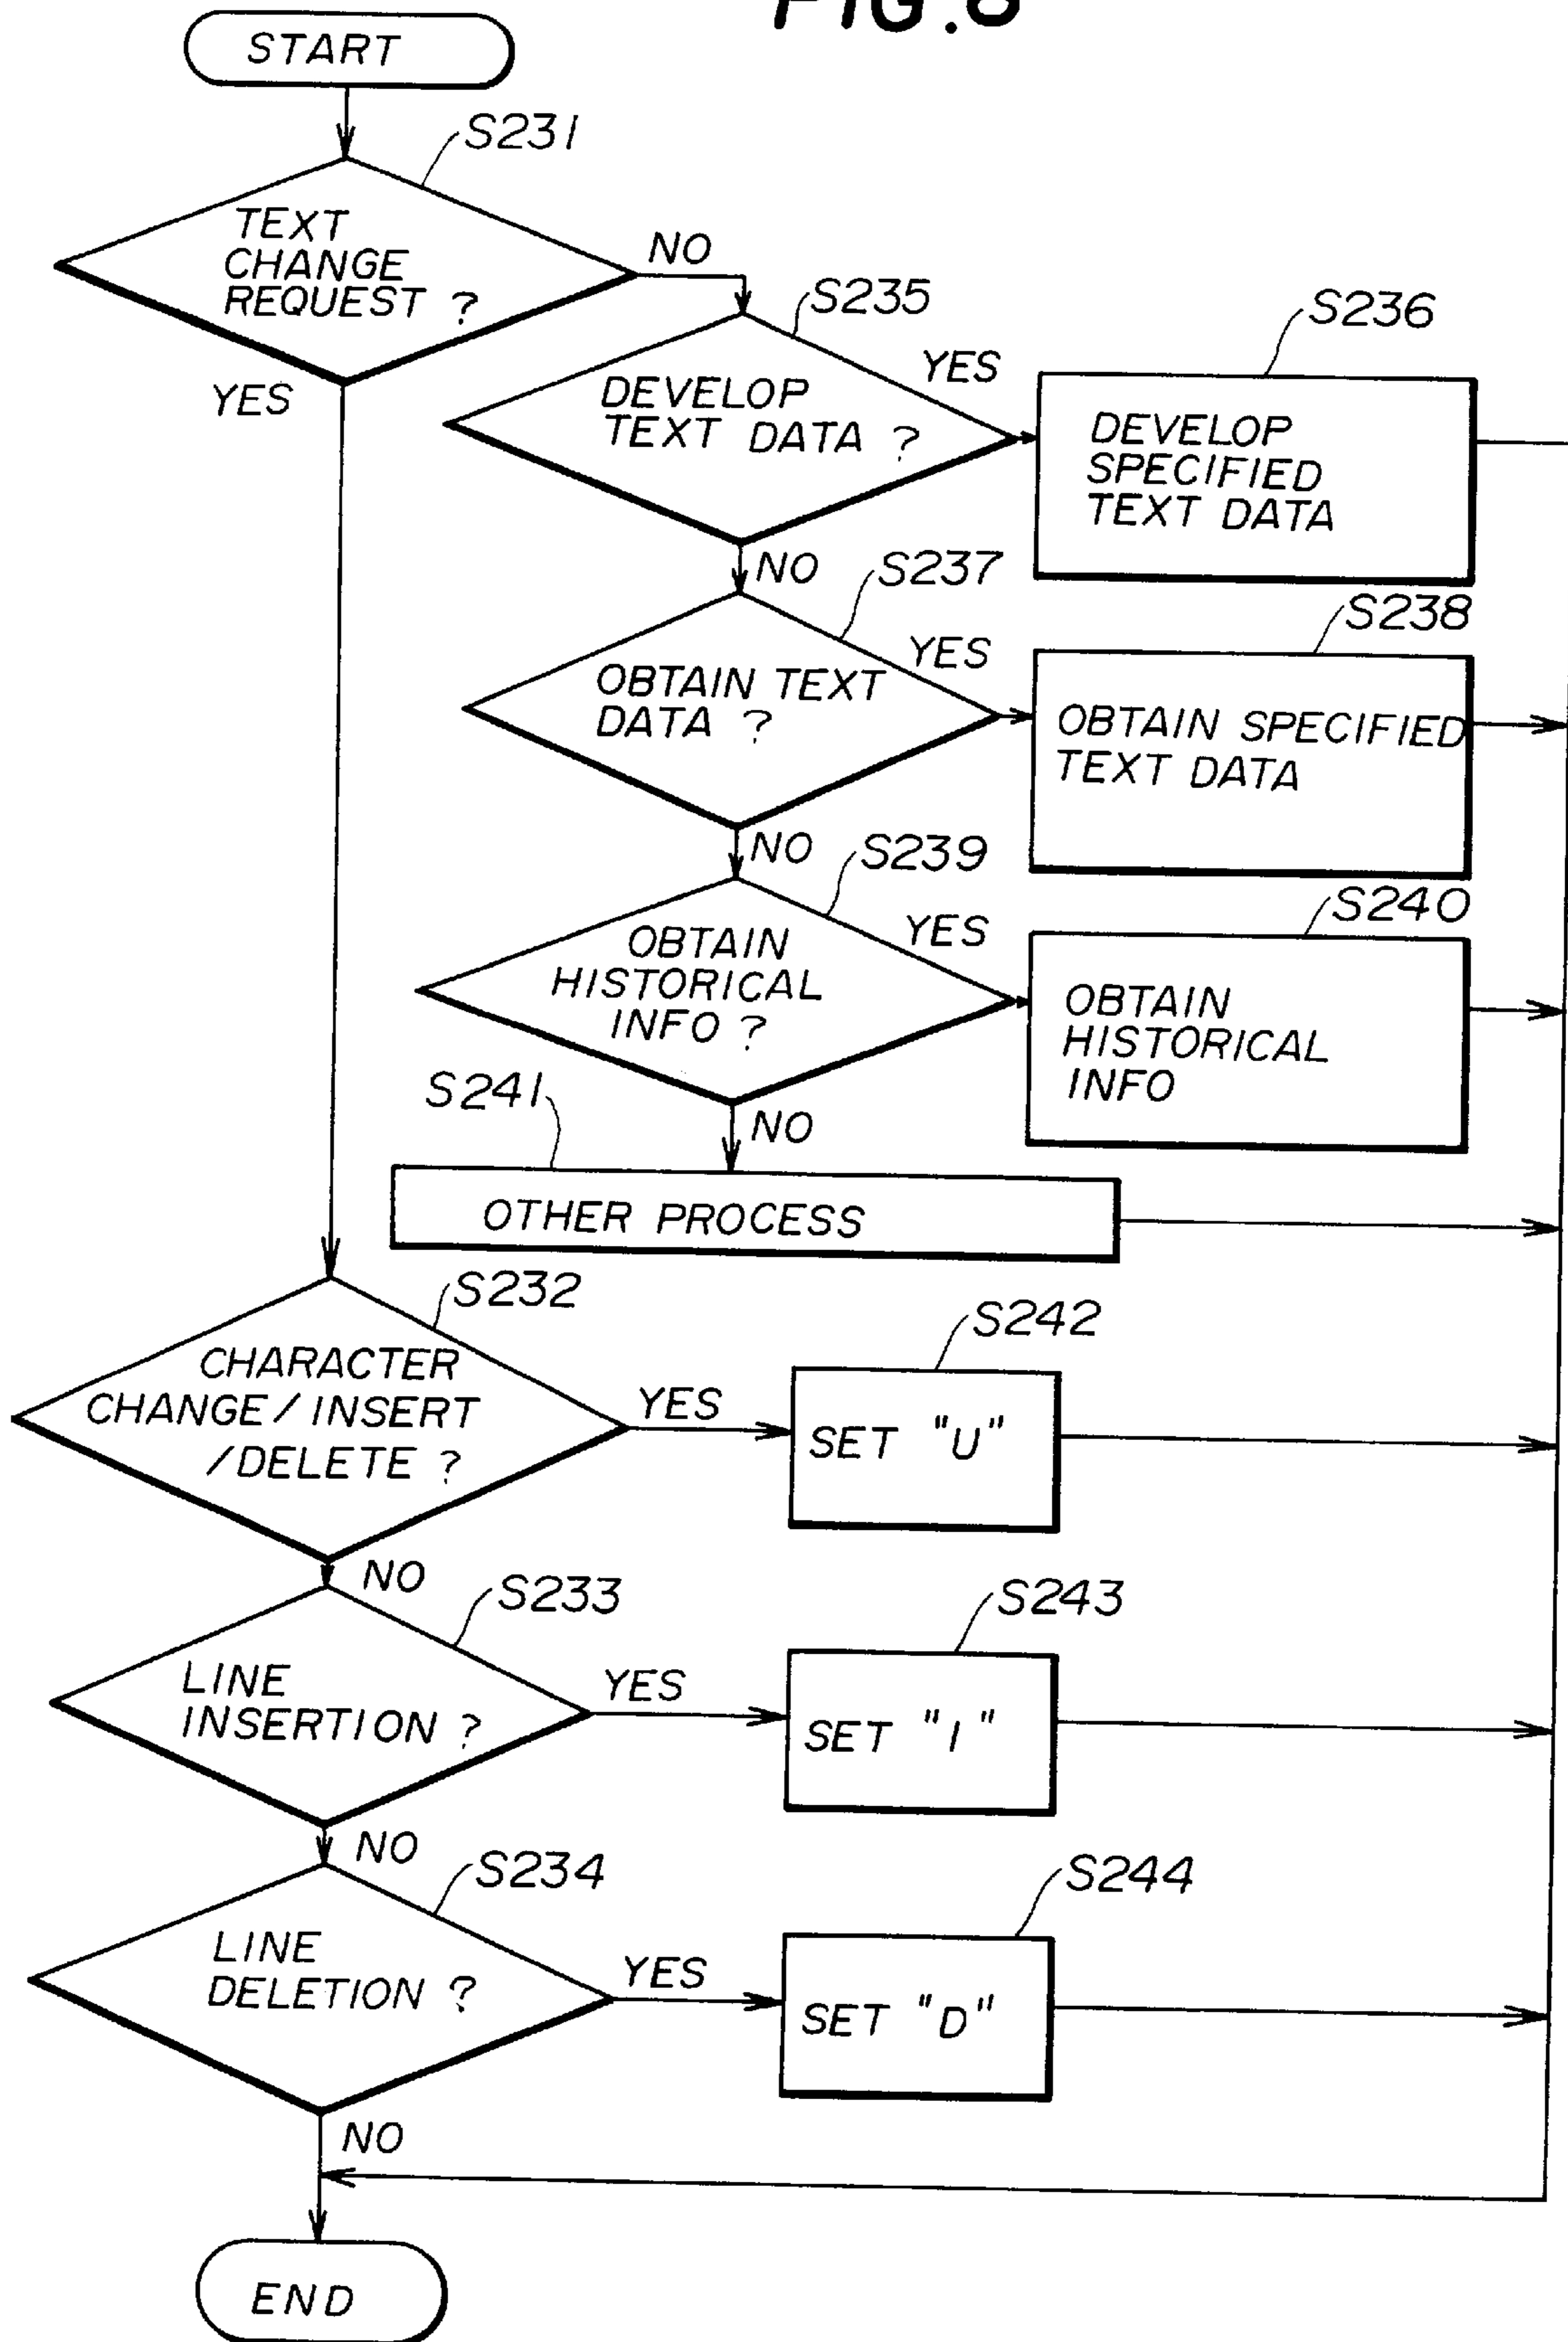 START
S231
TEXT
CHANGE
REQUEST ?
NO
YES
S235
DEVELOP
TEXT DATA ?
YES
S236
DEVELOP
SPECIFIED
TEXT DATA
NO
S237
OBTAIN TEXT
DATA ?
YES
S238
OBTAIN SPECIFIED
TEXT DATA
NO
S239
OBTAIN
HISTORICAL
INFO ?
YES
S240
OBTAIN
HISTORICAL
INFO
NO
S241
OTHER PROCESS
S232
CHARACTER
CHANGE / INSERT
/DELETE ?
YES
S242
SET "U"
NO
S233
LINE
INSERTION ?
YES
S243
SET "I"
NO
S234
LINE
DELETION ?
YES
S244
SET "D"
NO
END